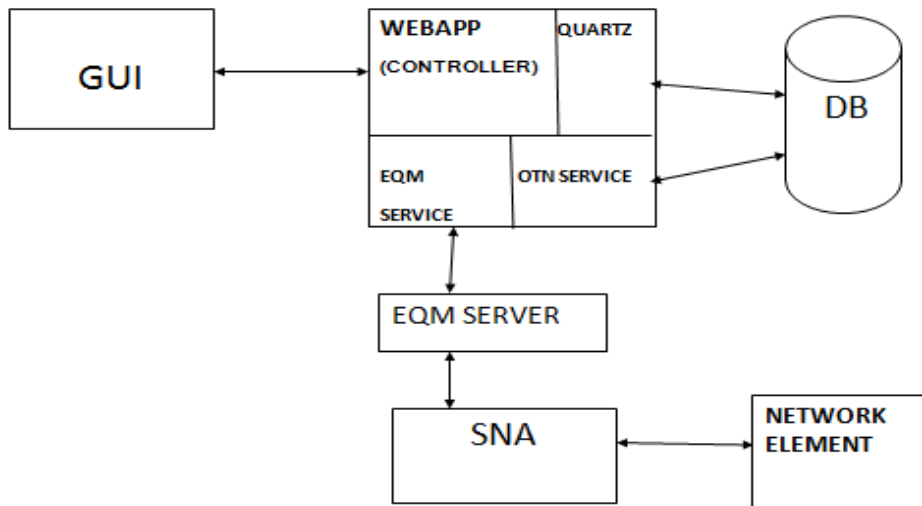 GUI
WEBAPP
(CONTROLLER)
QUARTZ
EQM
SERVICE
OTN SERVICE
DB
EQM SERVER
SNA
NETWORK
ELEMENT